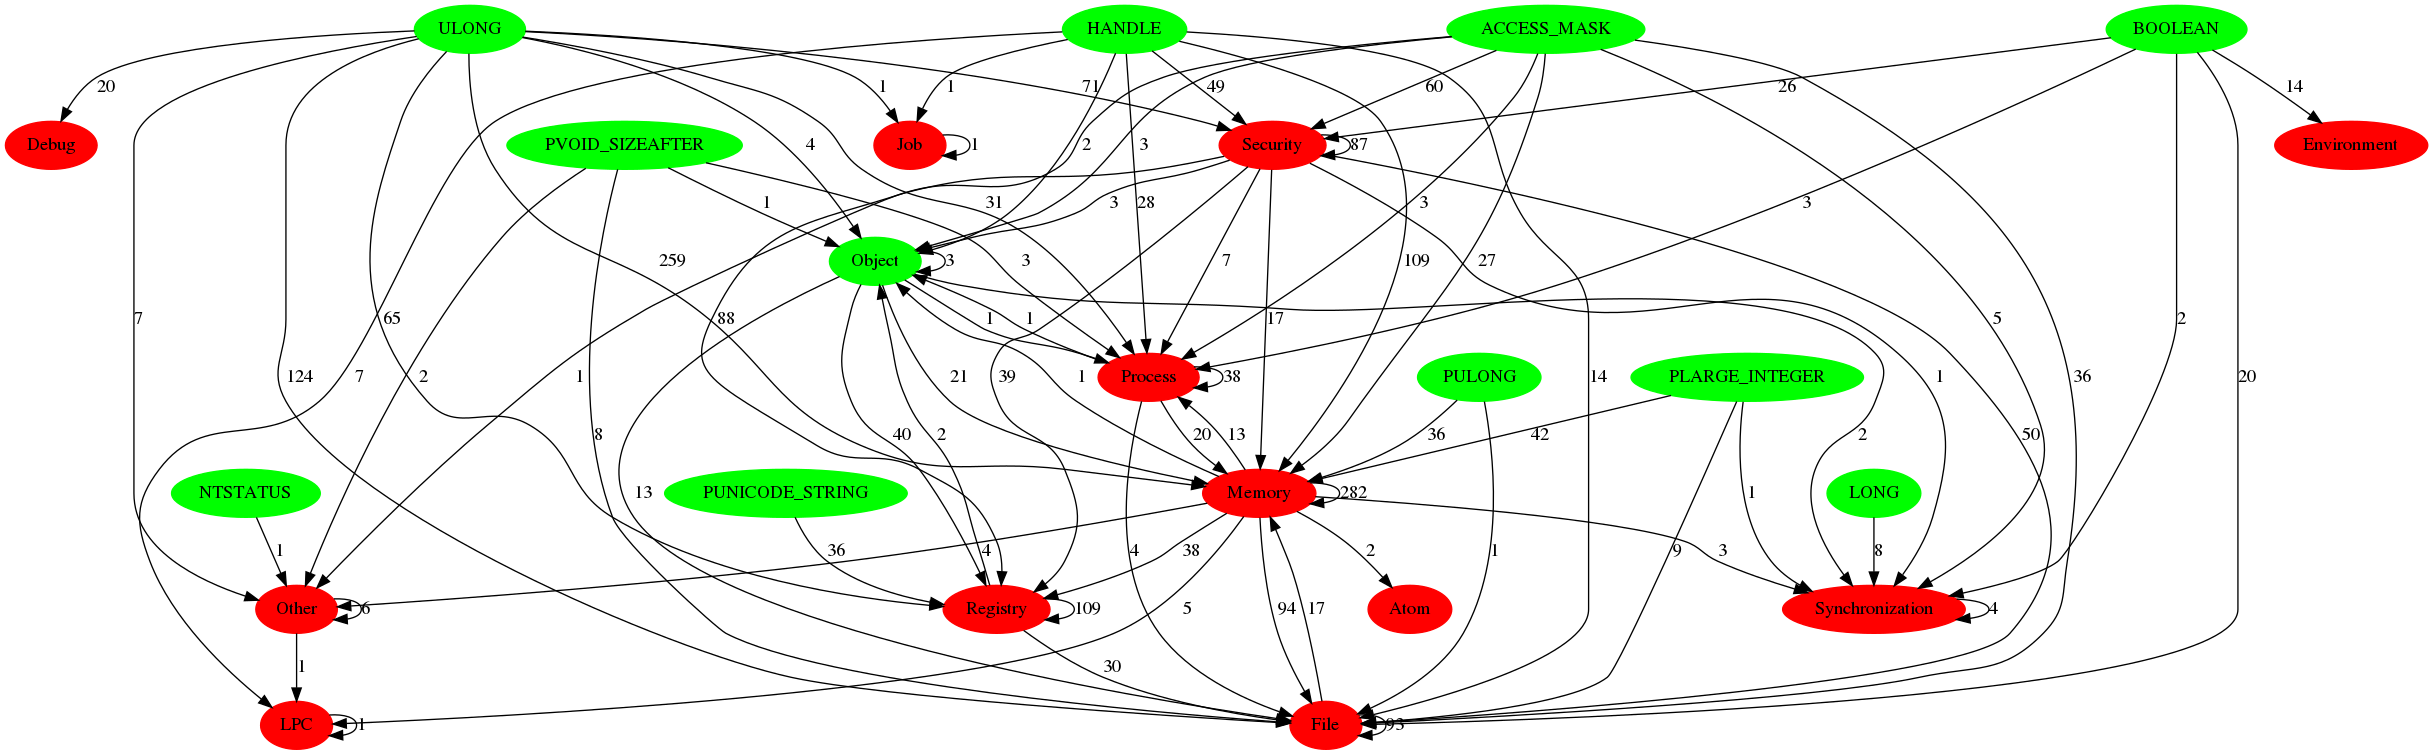 ULONG HANDLE ACCESS_MASK BOOLEAN
20 7 124 65 259 4 31 1 71 7 1 2 28 49 109 14 88 3 60 3 27 5 36 26 3 2 20 14
Debug PVOID_SIZEAFTER Job Security Environment
2 8 1 3 1 87 1 3 39 7 17 1 50
Object
3 13 40 1 21 2 1 1 2
Process PULONG PLARGE_INTEGER
38 4 20 13 36 1 42 9 1
NTSTATUS PUNICODE_STRING Memory LONG
1 36 282 4 38 5 94 17 2 3 8
Other Registry Atom Synchronization
6 1 109 30 4
LPC File
1 93